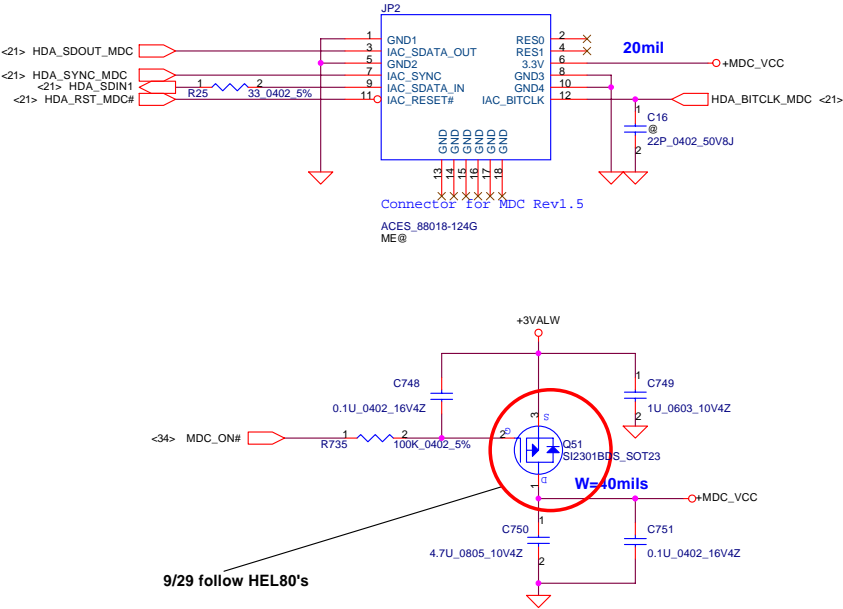 JP2
<21> HDA_SDOUT_MDC
<21> HDA_SYNC_MDC
<21> HDA_SDIN1
<21> HDA_RST_MDC#
1 2
R25 33_0402_5%
1 GND1
3 IAC_SDATA_OUT
5 GND2
7 IAC_SYNC
9 IAC_SDATA_IN
11 IAC_RESET#
RES0 2
RES1 4
3.3V 6
GND3 8
GND4 10
IAC_BITCLK 12
20mil
+MDC_VCC
HDA_BITCLK_MDC <21>
1
C16
@
22P_0402_50V8J
2
GND GND GND GND GND GND
13 14 15 16 17 18
Connector for MDC Rev1.5
ACES_88018-124G
ME@
+3VALW
C748
0.1U_0402_16V4Z
1
C749
1U_0603_10V4Z
2
<34> MDC_ON#
1 2
R735 100K_0402_5%
2 G
3 S
1 D
Q51
SI2301BDS_SOT23
W=40mils
+MDC_VCC
1
C750
4.7U_0805_10V4Z
2
C751
0.1U_0402_16V4Z
9/29 follow HEL80's